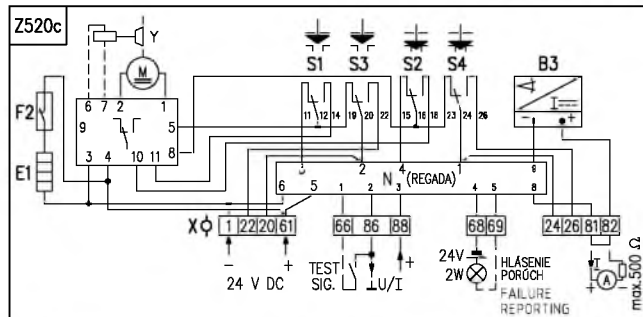 Z520c
Y
M
S1 S3 S2 S4 B3
F2
E1
6 7 2 1
9 5
8
3 4 10 11
11 12 14 19 20 22 15 16 18 23 24 26
I
- +
2 4 1 9
N (REGADA)
6 5 1 2 3 4 5 8
X 1 22 20 61 66 86 88 68 69 24 26 81 82
- +
24 V DC
TEST
SIG.
U/I
+
24V
2W
HLÁSENIE
PORÚCH
FAILURE
REPORTING
I
A
+ -
max.500 Ω